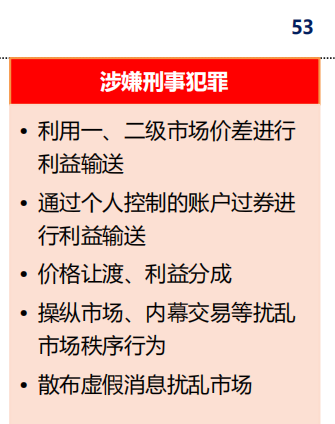 53
涉嫌刑事犯罪
• 利用一、二级市场价差进行
利益输送
• 通过个人控制的账户过券进
行利益输送
• 价格让渡、利益分成
• 操纵市场、内幕交易等扰乱
市场秩序行为
• 散布虚假消息扰乱市场